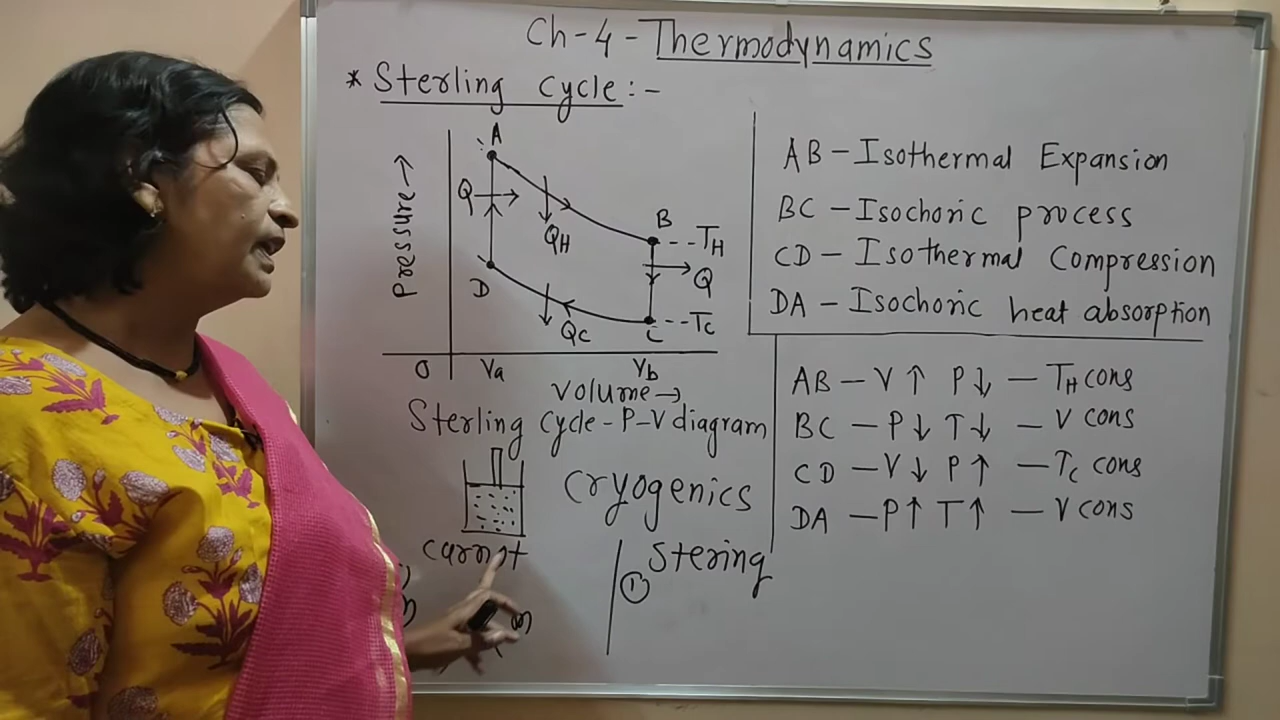 Ch-4-Thermodynamics
* Sterling Cycle:-
A
Pressure→
Q
QH
B
TH
Q
D
QC
C
TC
O Va Vb
Volume→
Sterling Cycle-P-V diagram
AB-Isothermal Expansion
BC-Isochoric process
CD-Isothermal Compression
DA-Isochoric heat absorption
AB-V↑ P↓-TH cons
BC-P↓ T↓-V cons
CD-V↓ P↑-Tc cons
DA-P↑ T↑-V cons
Cryogenics
Carnot
Stering
①